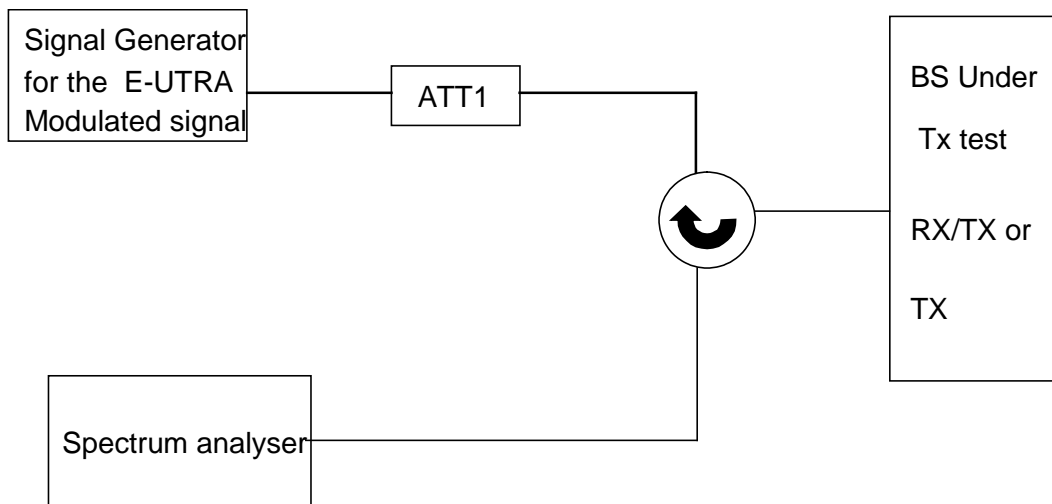 Signal Generator
for the E-UTRA
Modulated signal
ATT1
BS Under
Tx test
RX/TX or
TX
Spectrum analyser